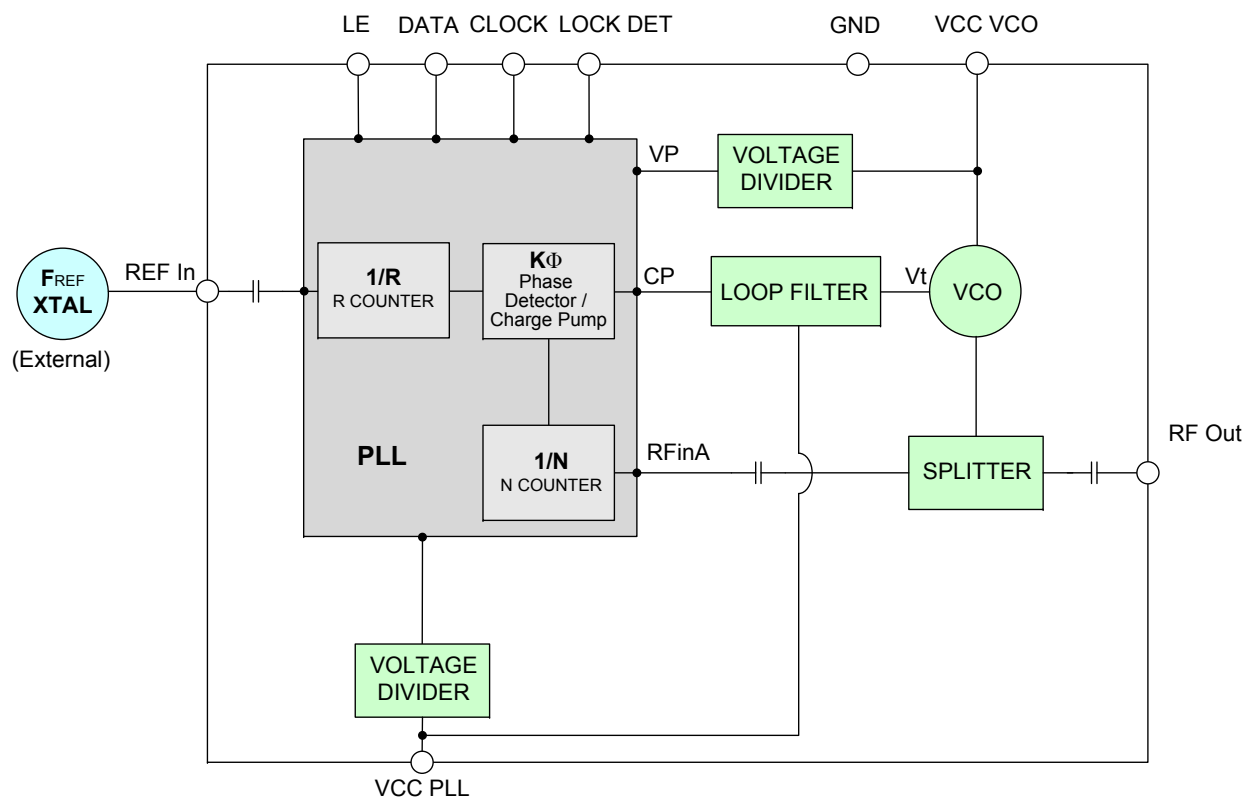 LE
DATA
CLOCK
LOCK DET
GND
VCC VCO
VP
VOLTAGE
DIVIDER
REF In
FREF
XTAL
(External)
1/R
R COUNTER
KΦ
Phase
Detector /
Charge Pump
CP
LOOP FILTER
Vt
VCO
PLL
1/N
N COUNTER
RFinA
SPLITTER
RF Out
VOLTAGE
DIVIDER
VCC PLL